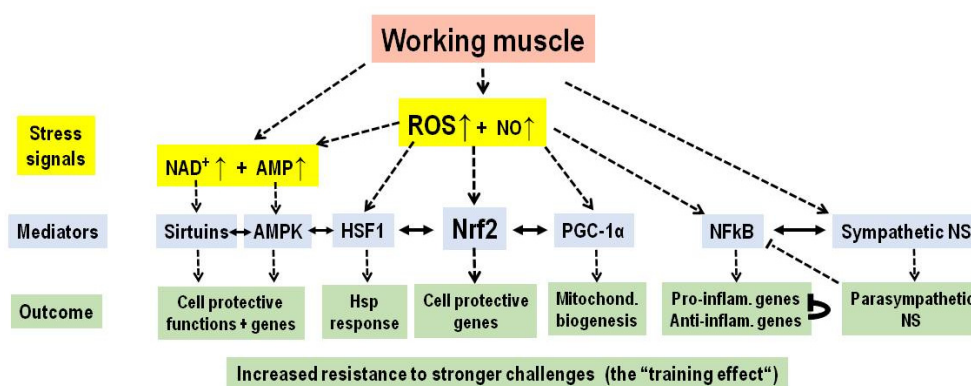 Working muscle
Stress
signals
ROS↑ + NO↑
NAD⁺ ↑ + AMP↑
Mediators
Sirtuins
AMPK
HSF1
Nrf2
PGC-1α
NFkB
Sympathetic NS
Outcome
Cell protective
functions + genes
Hsp
response
Cell protective
genes
Mitochond.
biogenesis
Pro-inflam. genes
Anti-inflam. genes
Parasympathetic
NS
Increased resistance to stronger challenges (the “training effect“)